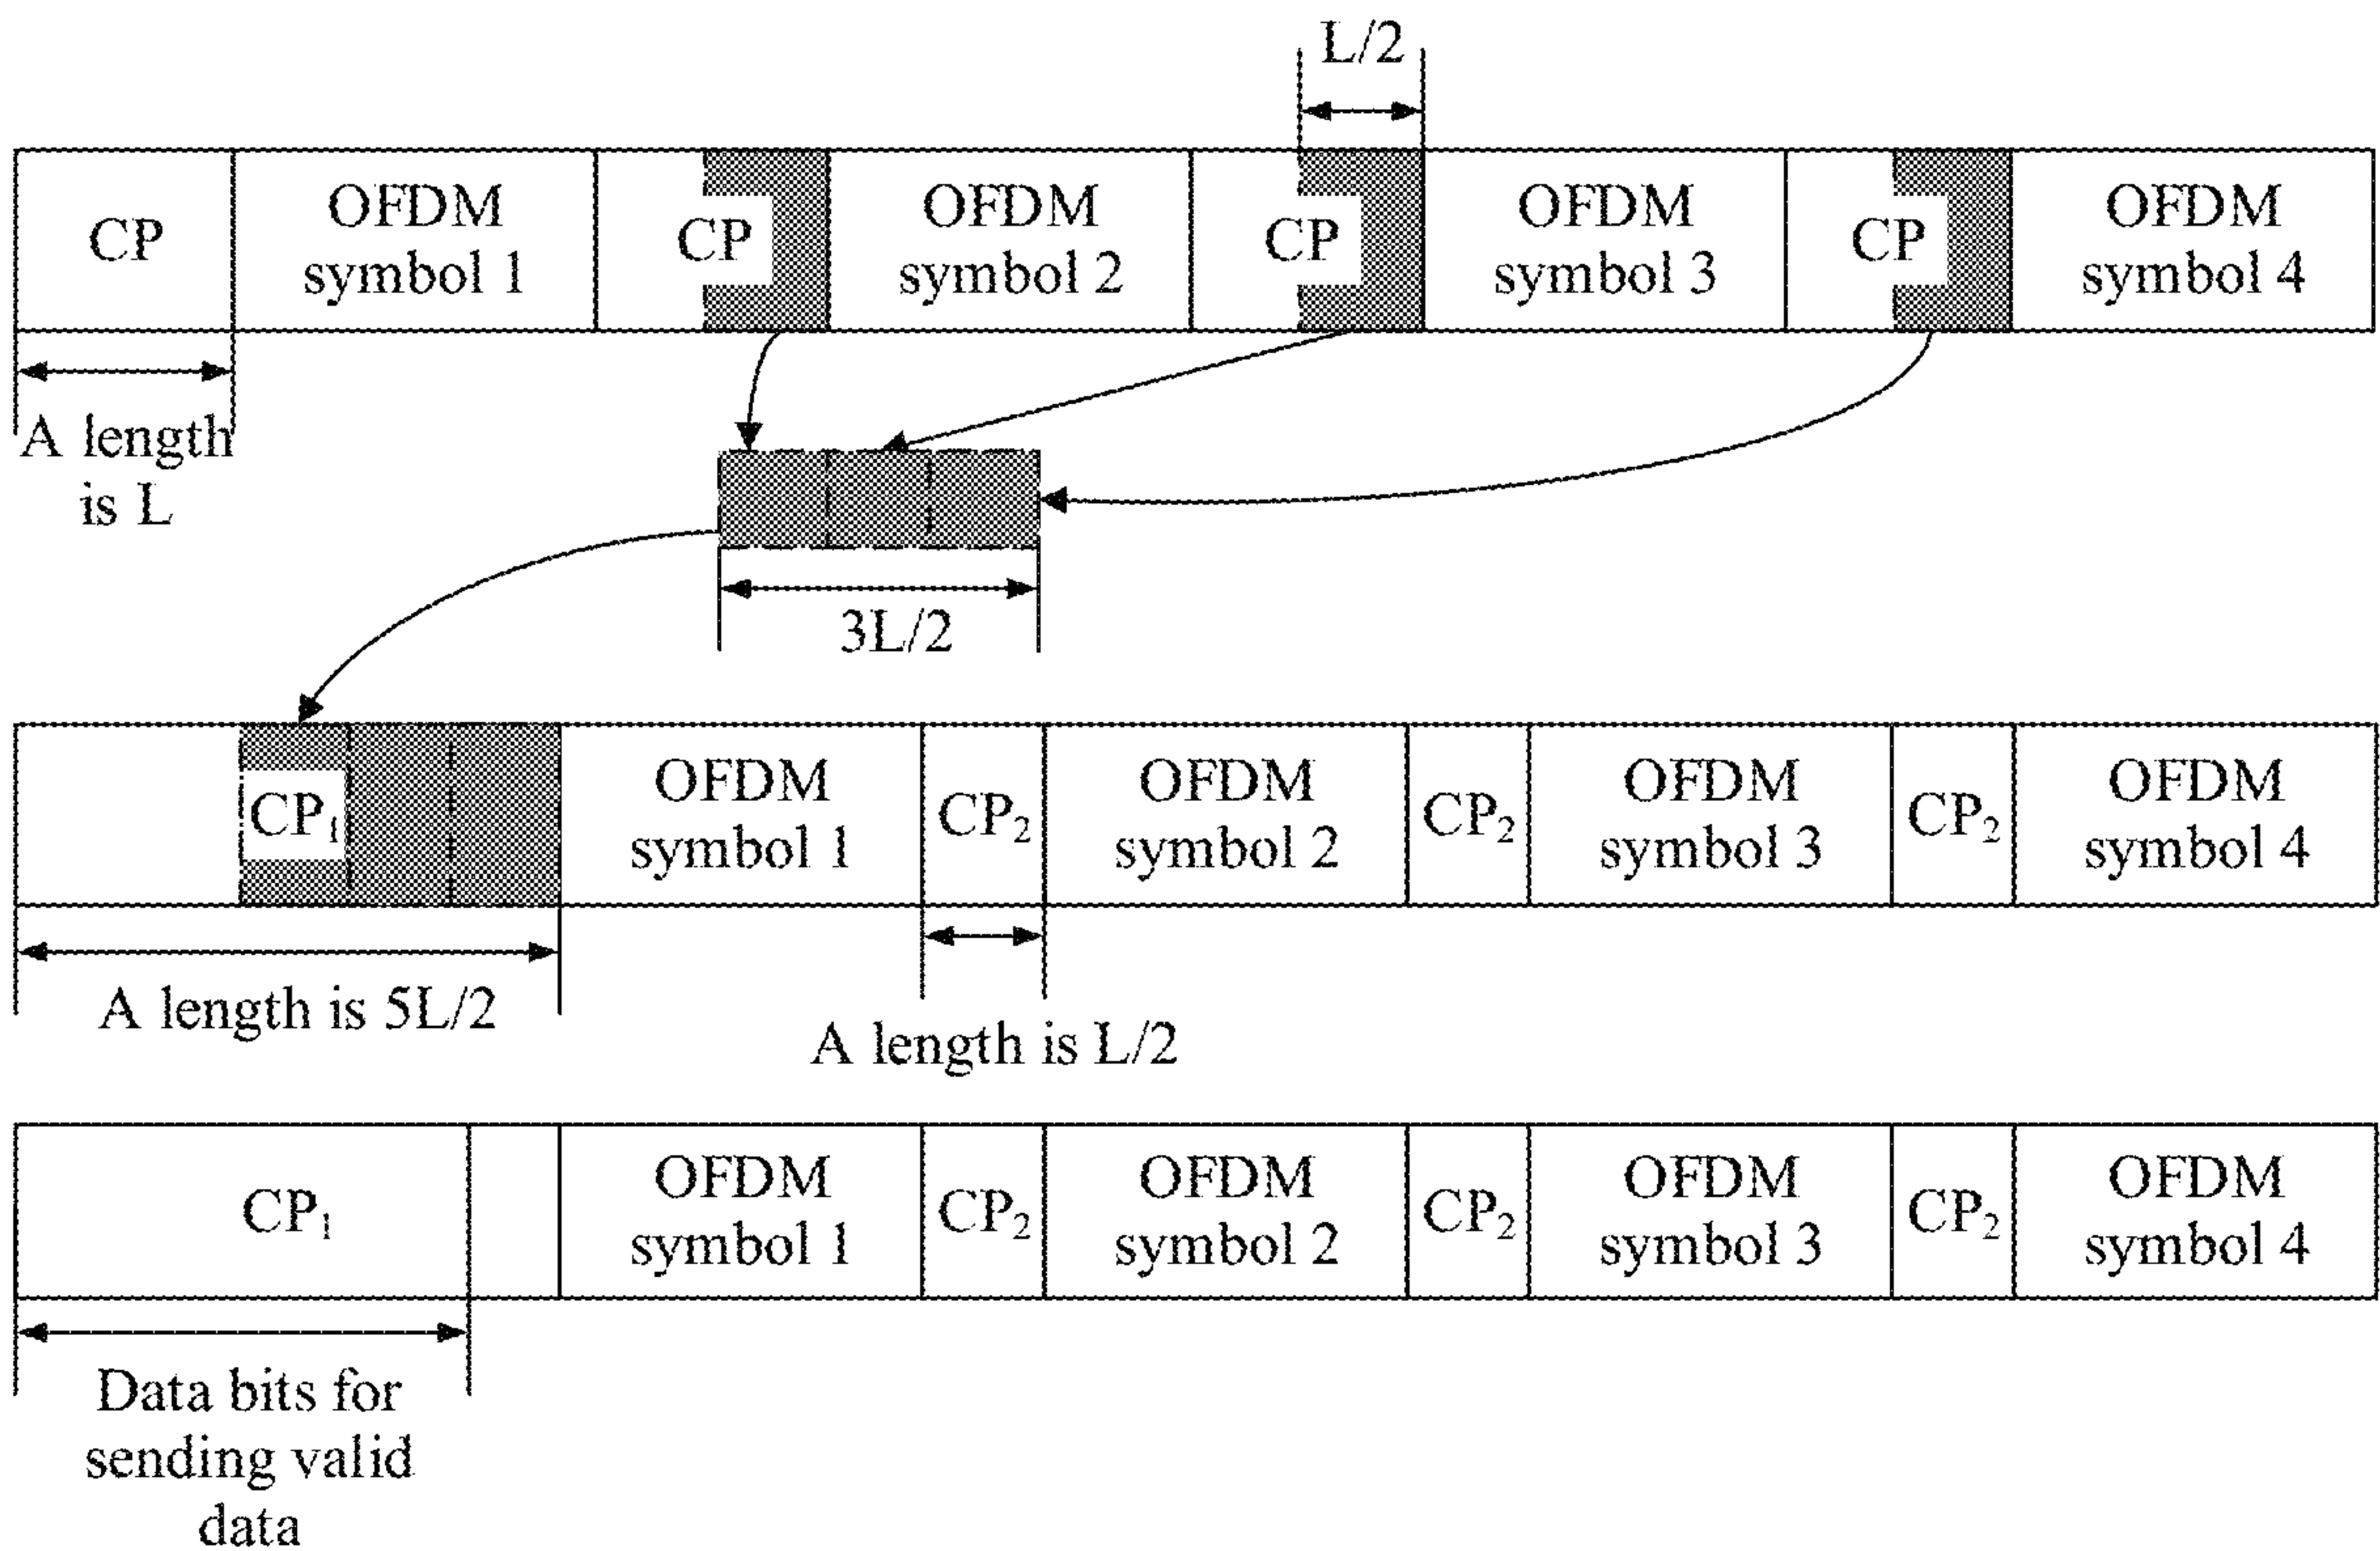 L/2
CP
OFDM
symbol 1
CP
OFDM
symbol 2
CP
OFDM
symbol 3
CP
OFDM
symbol 4
A length
is L
3L/2
CP₁
OFDM
symbol 1
CP₂
OFDM
symbol 2
CP₂
OFDM
symbol 3
CP₂
OFDM
symbol 4
A length is 5L/2
A length is L/2
CP₁
OFDM
symbol 1
CP₂
OFDM
symbol 2
CP₂
OFDM
symbol 3
CP₂
OFDM
symbol 4
Data bits for
sending valid
data